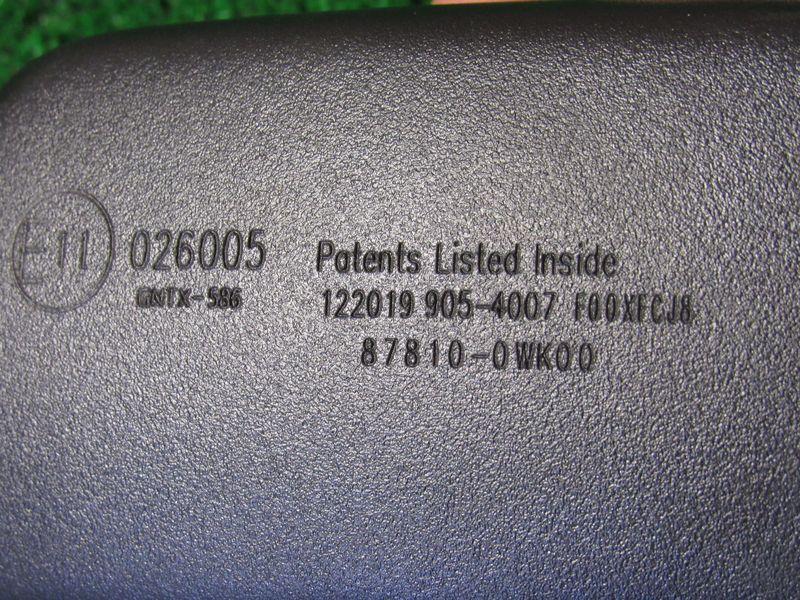 E11 026005 Patents Listed Inside
GNTX-586 122019 905-4007 F00XFCJ8
87810-0WK00